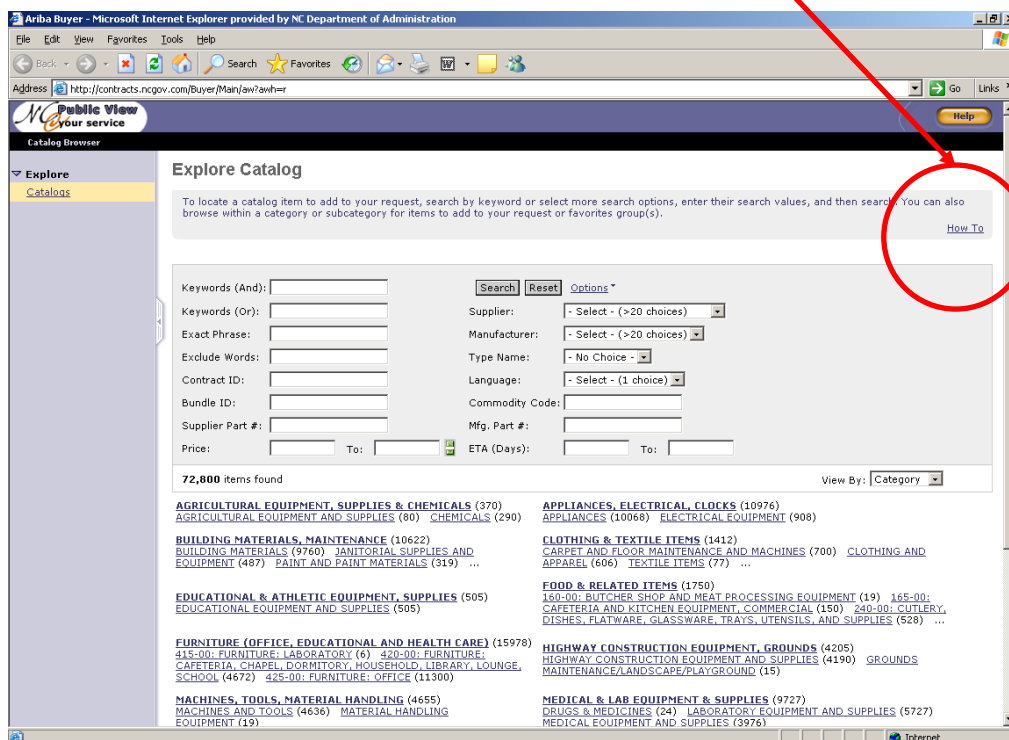 Ariba Buyer - Microsoft Internet Explorer provided by NC Department of Administration
File Edit View Favorites Tools Help
Back Search Favorites
Address http://contracts.ncgov.com/Buyer/Main/aw?awh=r Go Links
NC Public View
@your service
Help
Catalog Browser
Explore
Catalogs
Explore Catalog
To locate a catalog item to add to your request, search by keyword or select more search options, enter their search values, and then search. You can also
browse within a category or subcategory for items to add to your request or favorites group(s).
How To
Keywords (And): Search Reset Options
Keywords (Or): Supplier: - Select - (>20 choices)
Exact Phrase: Manufacturer: - Select - (>20 choices)
Exclude Words: Type Name: - No Choice -
Contract ID: Language: - Select - (1 choice)
Bundle ID: Commodity Code:
Supplier Part #: Mfg. Part #:
Price: To: ETA (Days): To:
72,800 items found View By: Category
AGRICULTURAL EQUIPMENT, SUPPLIES & CHEMICALS (370)
AGRICULTURAL EQUIPMENT AND SUPPLIES (80) CHEMICALS (290)
APPLIANCES, ELECTRICAL, CLOCKS (10976)
APPLIANCES (10068) ELECTRICAL EQUIPMENT (908)
BUILDING MATERIALS, MAINTENANCE (10622)
BUILDING MATERIALS (9760) JANITORIAL SUPPLIES AND
EQUIPMENT (487) PAINT AND PAINT MATERIALS (319) ...
CLOTHING & TEXTILE ITEMS (1412)
CARPET AND FLOOR MAINTENANCE AND MACHINES (700) CLOTHING AND
APPAREL (606) TEXTILE ITEMS (77) ...
EDUCATIONAL & ATHLETIC EQUIPMENT, SUPPLIES (505)
EDUCATIONAL EQUIPMENT AND SUPPLIES (505)
FOOD & RELATED ITEMS (1750)
160-00: BUTCHER SHOP AND MEAT PROCESSING EQUIPMENT (19) 165-00:
CAFETERIA AND KITCHEN EQUIPMENT, COMMERCIAL (150) 240-00: CUTLERY,
DISHES, FLATWARE, GLASSWARE, TRAYS, UTENSILS, AND SUPPLIES (528) ...
FURNITURE (OFFICE, EDUCATIONAL AND HEALTH CARE) (15978)
415-00: FURNITURE: LABORATORY (6) 420-00: FURNITURE:
CAFETERIA, CHAPEL, DORMITORY, HOUSEHOLD, LIBRARY, LOUNGE,
SCHOOL (4672) 425-00: FURNITURE: OFFICE (11300)
HIGHWAY CONSTRUCTION EQUIPMENT, GROUNDS (4205)
HIGHWAY CONSTRUCTION EQUIPMENT AND SUPPLIES (4190) GROUNDS
MAINTENANCE/LANDSCAPE/PLAYGROUND (15)
MACHINES, TOOLS, MATERIAL HANDLING (4655)
MACHINES AND TOOLS (4636) MATERIAL HANDLING
EQUIPMENT (19)
MEDICAL & LAB EQUIPMENT & SUPPLIES (9727)
DRUGS & MEDICINES (24) LABORATORY EQUIPMENT AND SUPPLIES (5727)
MEDICAL EQUIPMENT AND SUPPLIES (3976)
Internet